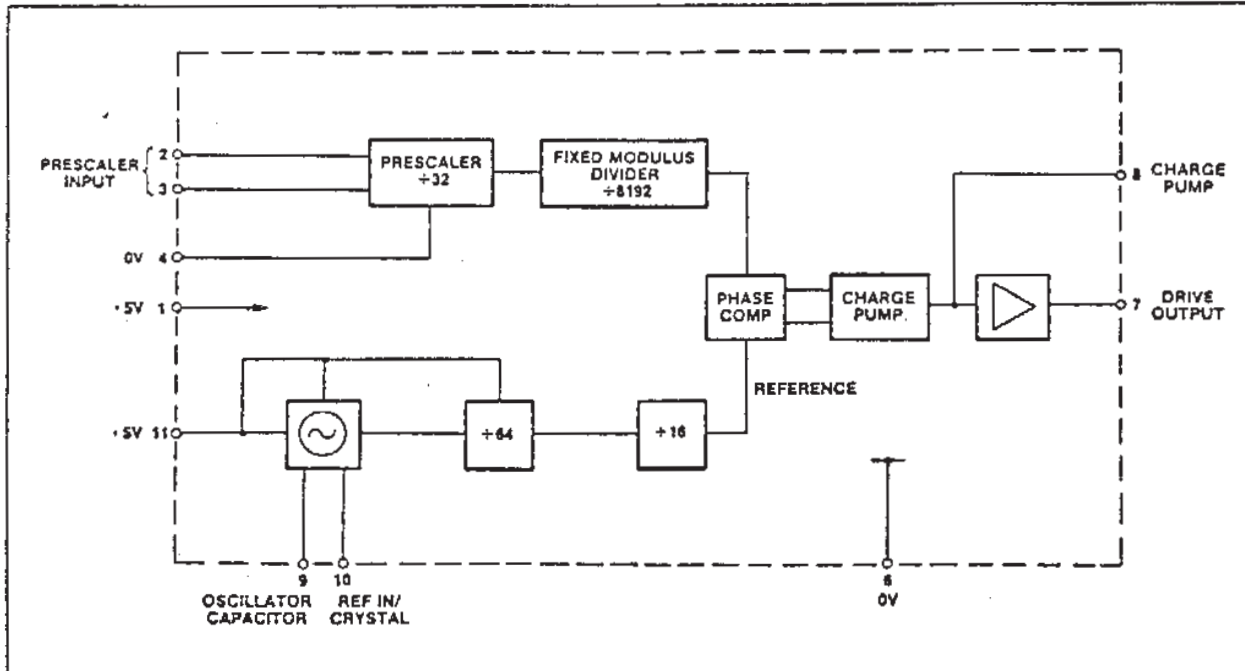 PRESCALER
INPUT
2
3
PRESCALER
÷32
FIXED MODULUS
DIVIDER
÷8192
8 CHARGE
PUMP
0V 4
+5V 1
PHASE
COMP
CHARGE
PUMP
7 DRIVE
OUTPUT
REFERENCE
+5V 11
÷64
÷16
9 10
OSCILLATOR
CAPACITOR
REF IN/
CRYSTAL
6
0V